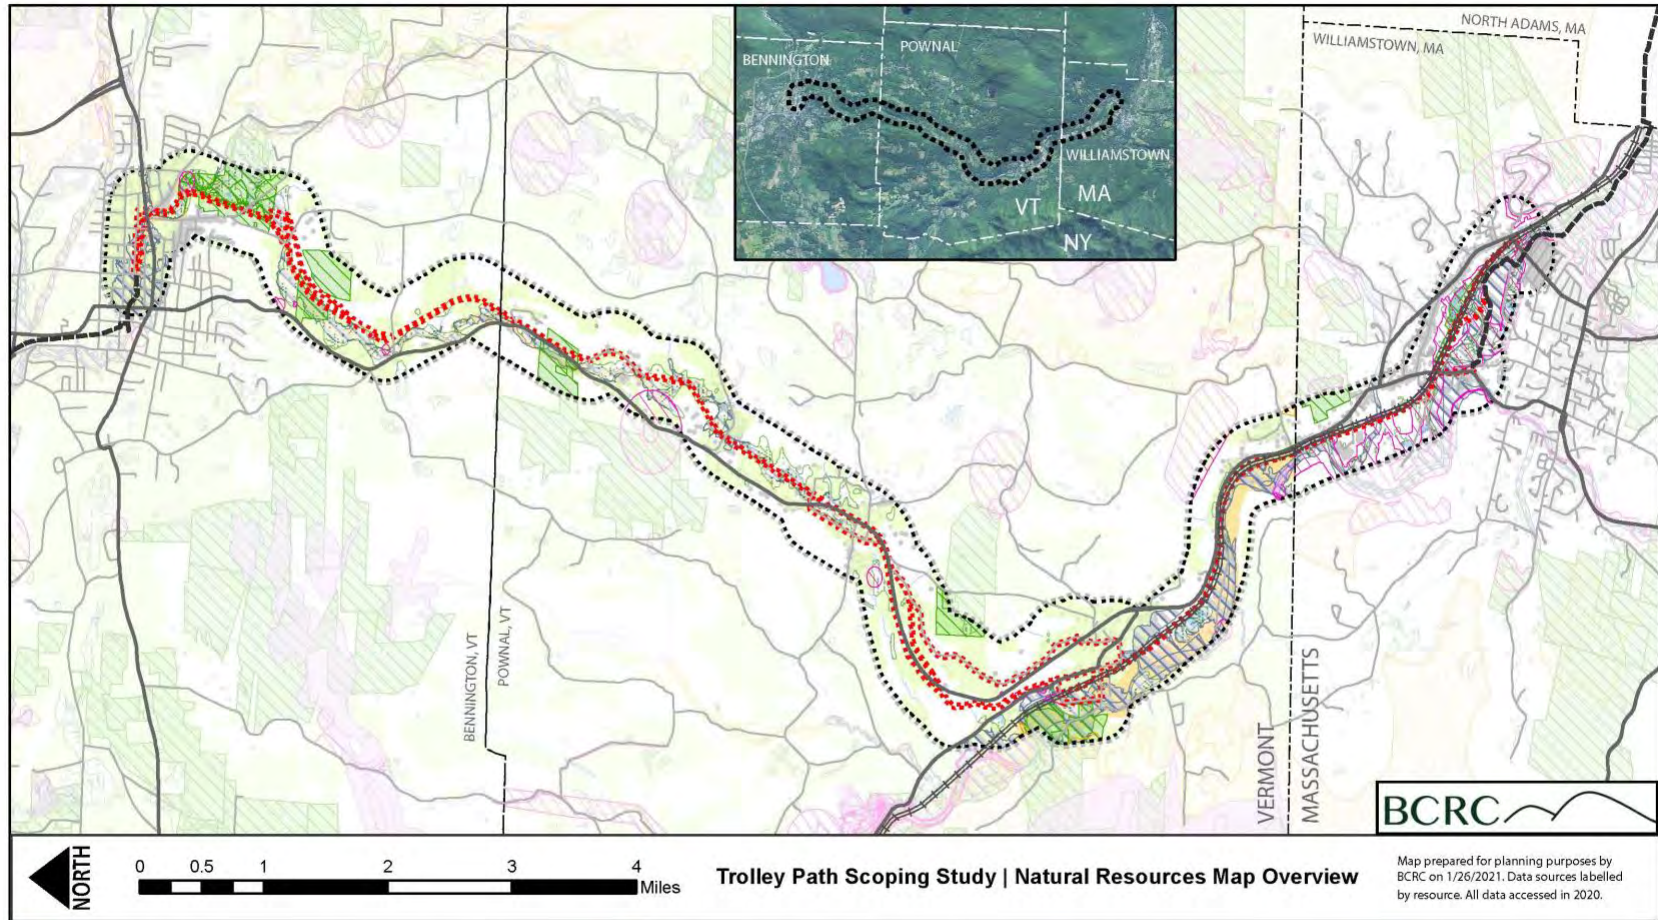 NORTH ADAMS, MA
WILLIAMSTOWN, MA
POWNAL
BENNINGTON
WILLIAMSTOWN
MA
VT
NY
BENNINGTON, VT
POWNAL, VT
VERMONT
MASSACHUSETTS
BCRC
NORTH
0 0.5 1 2 3 4
Miles
Trolley Path Scoping Study | Natural Resources Map Overview
Map prepared for planning purposes by
BCRC on 1/26/2021. Data sources labelled
by resource. All data accessed in 2020.